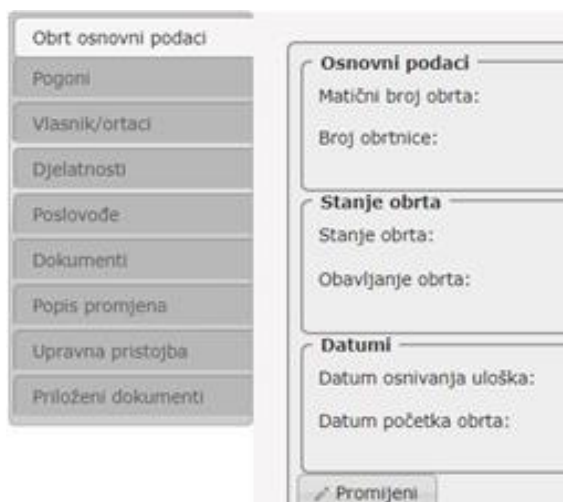 Obrt osnovni podaci
Pogoni
Vlasnik/ortaci
Djelatnosti
Poslovođe
Dokumenti
Popis promjena
Upravna pristojba
Priloženi dokumenti
Osnovni podaci
Matični broj obrta:
Broj obrtnice:
Stanje obrta
Stanje obrta:
Obavljanje obrta:
Datumi
Datum osnivanja uloška:
Datum početka obrta:
Promijeni